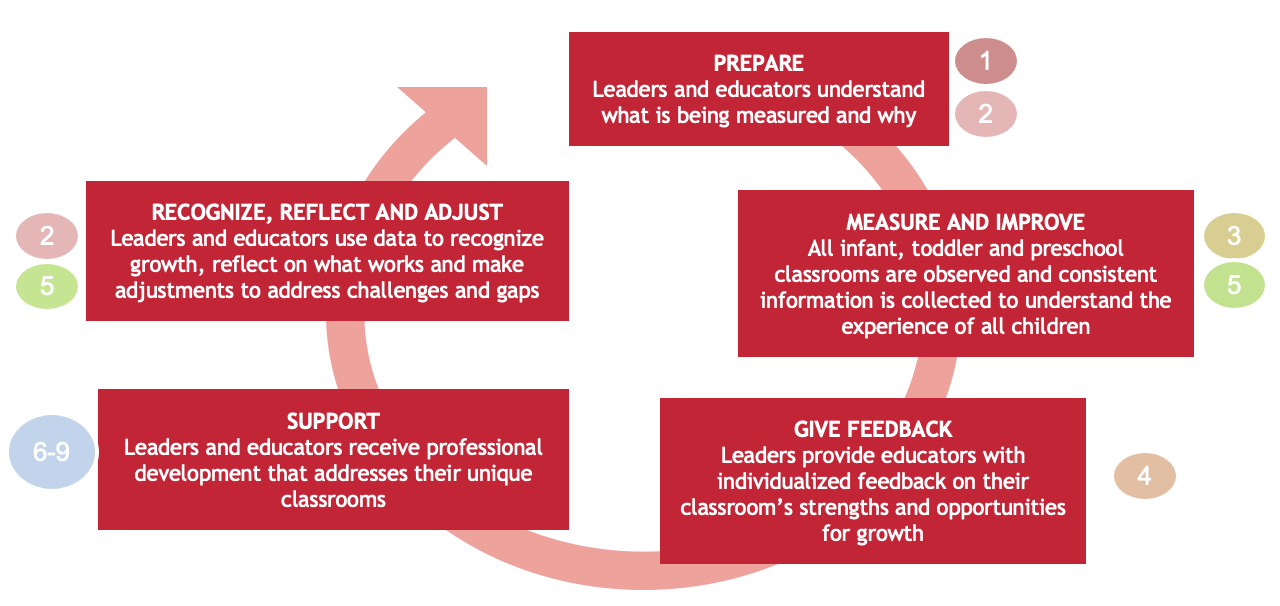 PREPARE
Leaders and educators understand
what is being measured and why
1
2
MEASURE AND IMPROVE
All infant, toddler and preschool
classrooms are observed and consistent
information is collected to understand the
experience of all children
3
5
GIVE FEEDBACK
Leaders provide educators with
individualized feedback on their
classroom’s strengths and opportunities
for growth
4
SUPPORT
Leaders and educators receive professional
development that addresses their unique
classrooms
6-9
RECOGNIZE, REFLECT AND ADJUST
Leaders and educators use data to recognize
growth, reflect on what works and make
adjustments to address challenges and gaps
2
5